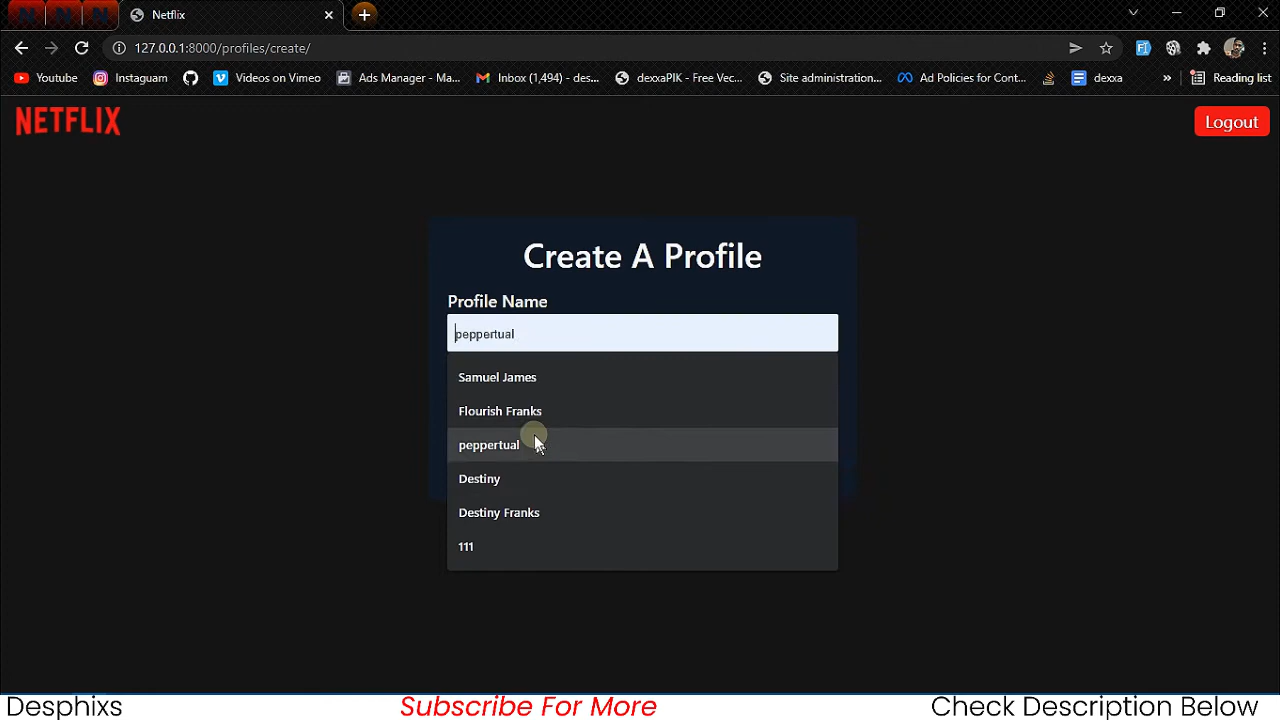 Netflix
127.0.0.1:8000/profiles/create/
Youtube
Instaguam
Videos on Vimeo
Ads Manager - Ma...
Inbox (1,494) - des...
dexxaPIK - Free Vec...
Site administration...
Ad Policies for Cont...
dexxa
»
Reading list
NETFLIX
Logout
Create A Profile
Profile Name
peppertual
Samuel James
Flourish Franks
peppertual
Destiny
Destiny Franks
111
Desphixs
Subscribe For More
Check Description Below